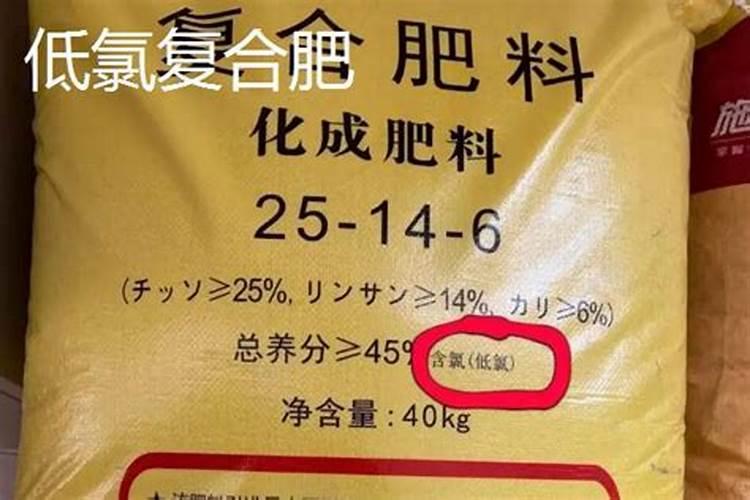 低氯复合肥
复合肥料
化成肥料
25-14-6
(チッソ≥25%, リンサン≥14%, カリ≥6%)
总养分≥45% 含氯(低氯)
净含量:40kg
施